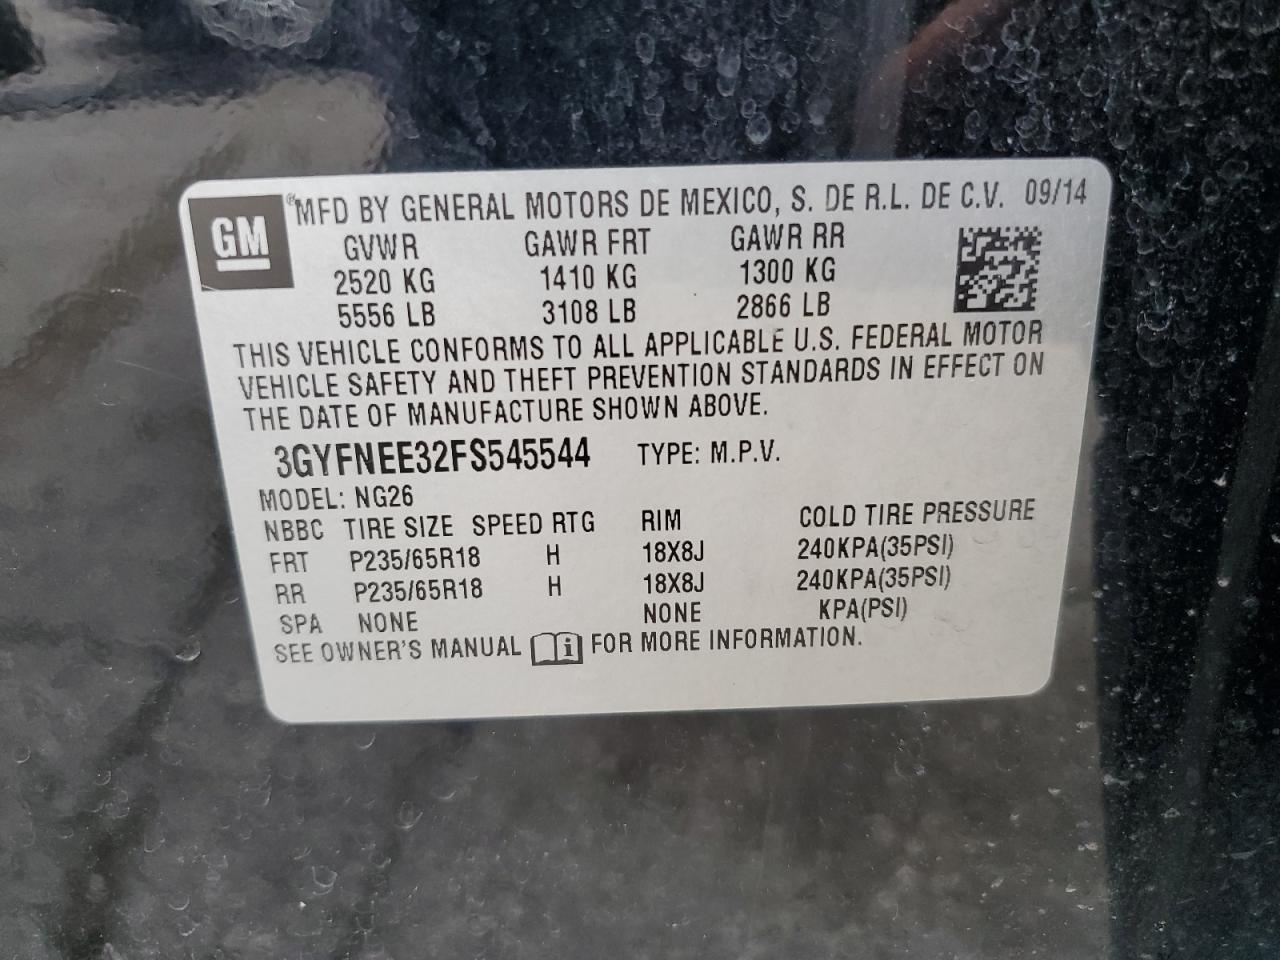 GM ® MFD BY GENERAL MOTORS DE MEXICO, S. DE R.L. DE C.V. 09/14
GVWR GAWR FRT GAWR RR
2520 KG 1410 KG 1300 KG
5556 LB 3108 LB 2866 LB
THIS VEHICLE CONFORMS TO ALL APPLICABLE U.S. FEDERAL MOTOR
VEHICLE SAFETY AND THEFT PREVENTION STANDARDS IN EFFECT ON
THE DATE OF MANUFACTURE SHOWN ABOVE.
3GYFNEE32FS545544 TYPE: M.P.V.
MODEL: NG26
NBBC TIRE SIZE SPEED RTG RIM COLD TIRE PRESSURE
FRT P235/65R18 H 18X8J 240KPA(35PSI)
RR P235/65R18 H 18X8J 240KPA(35PSI)
SPA NONE NONE KPA(PSI)
SEE OWNER'S MANUAL i FOR MORE INFORMATION.